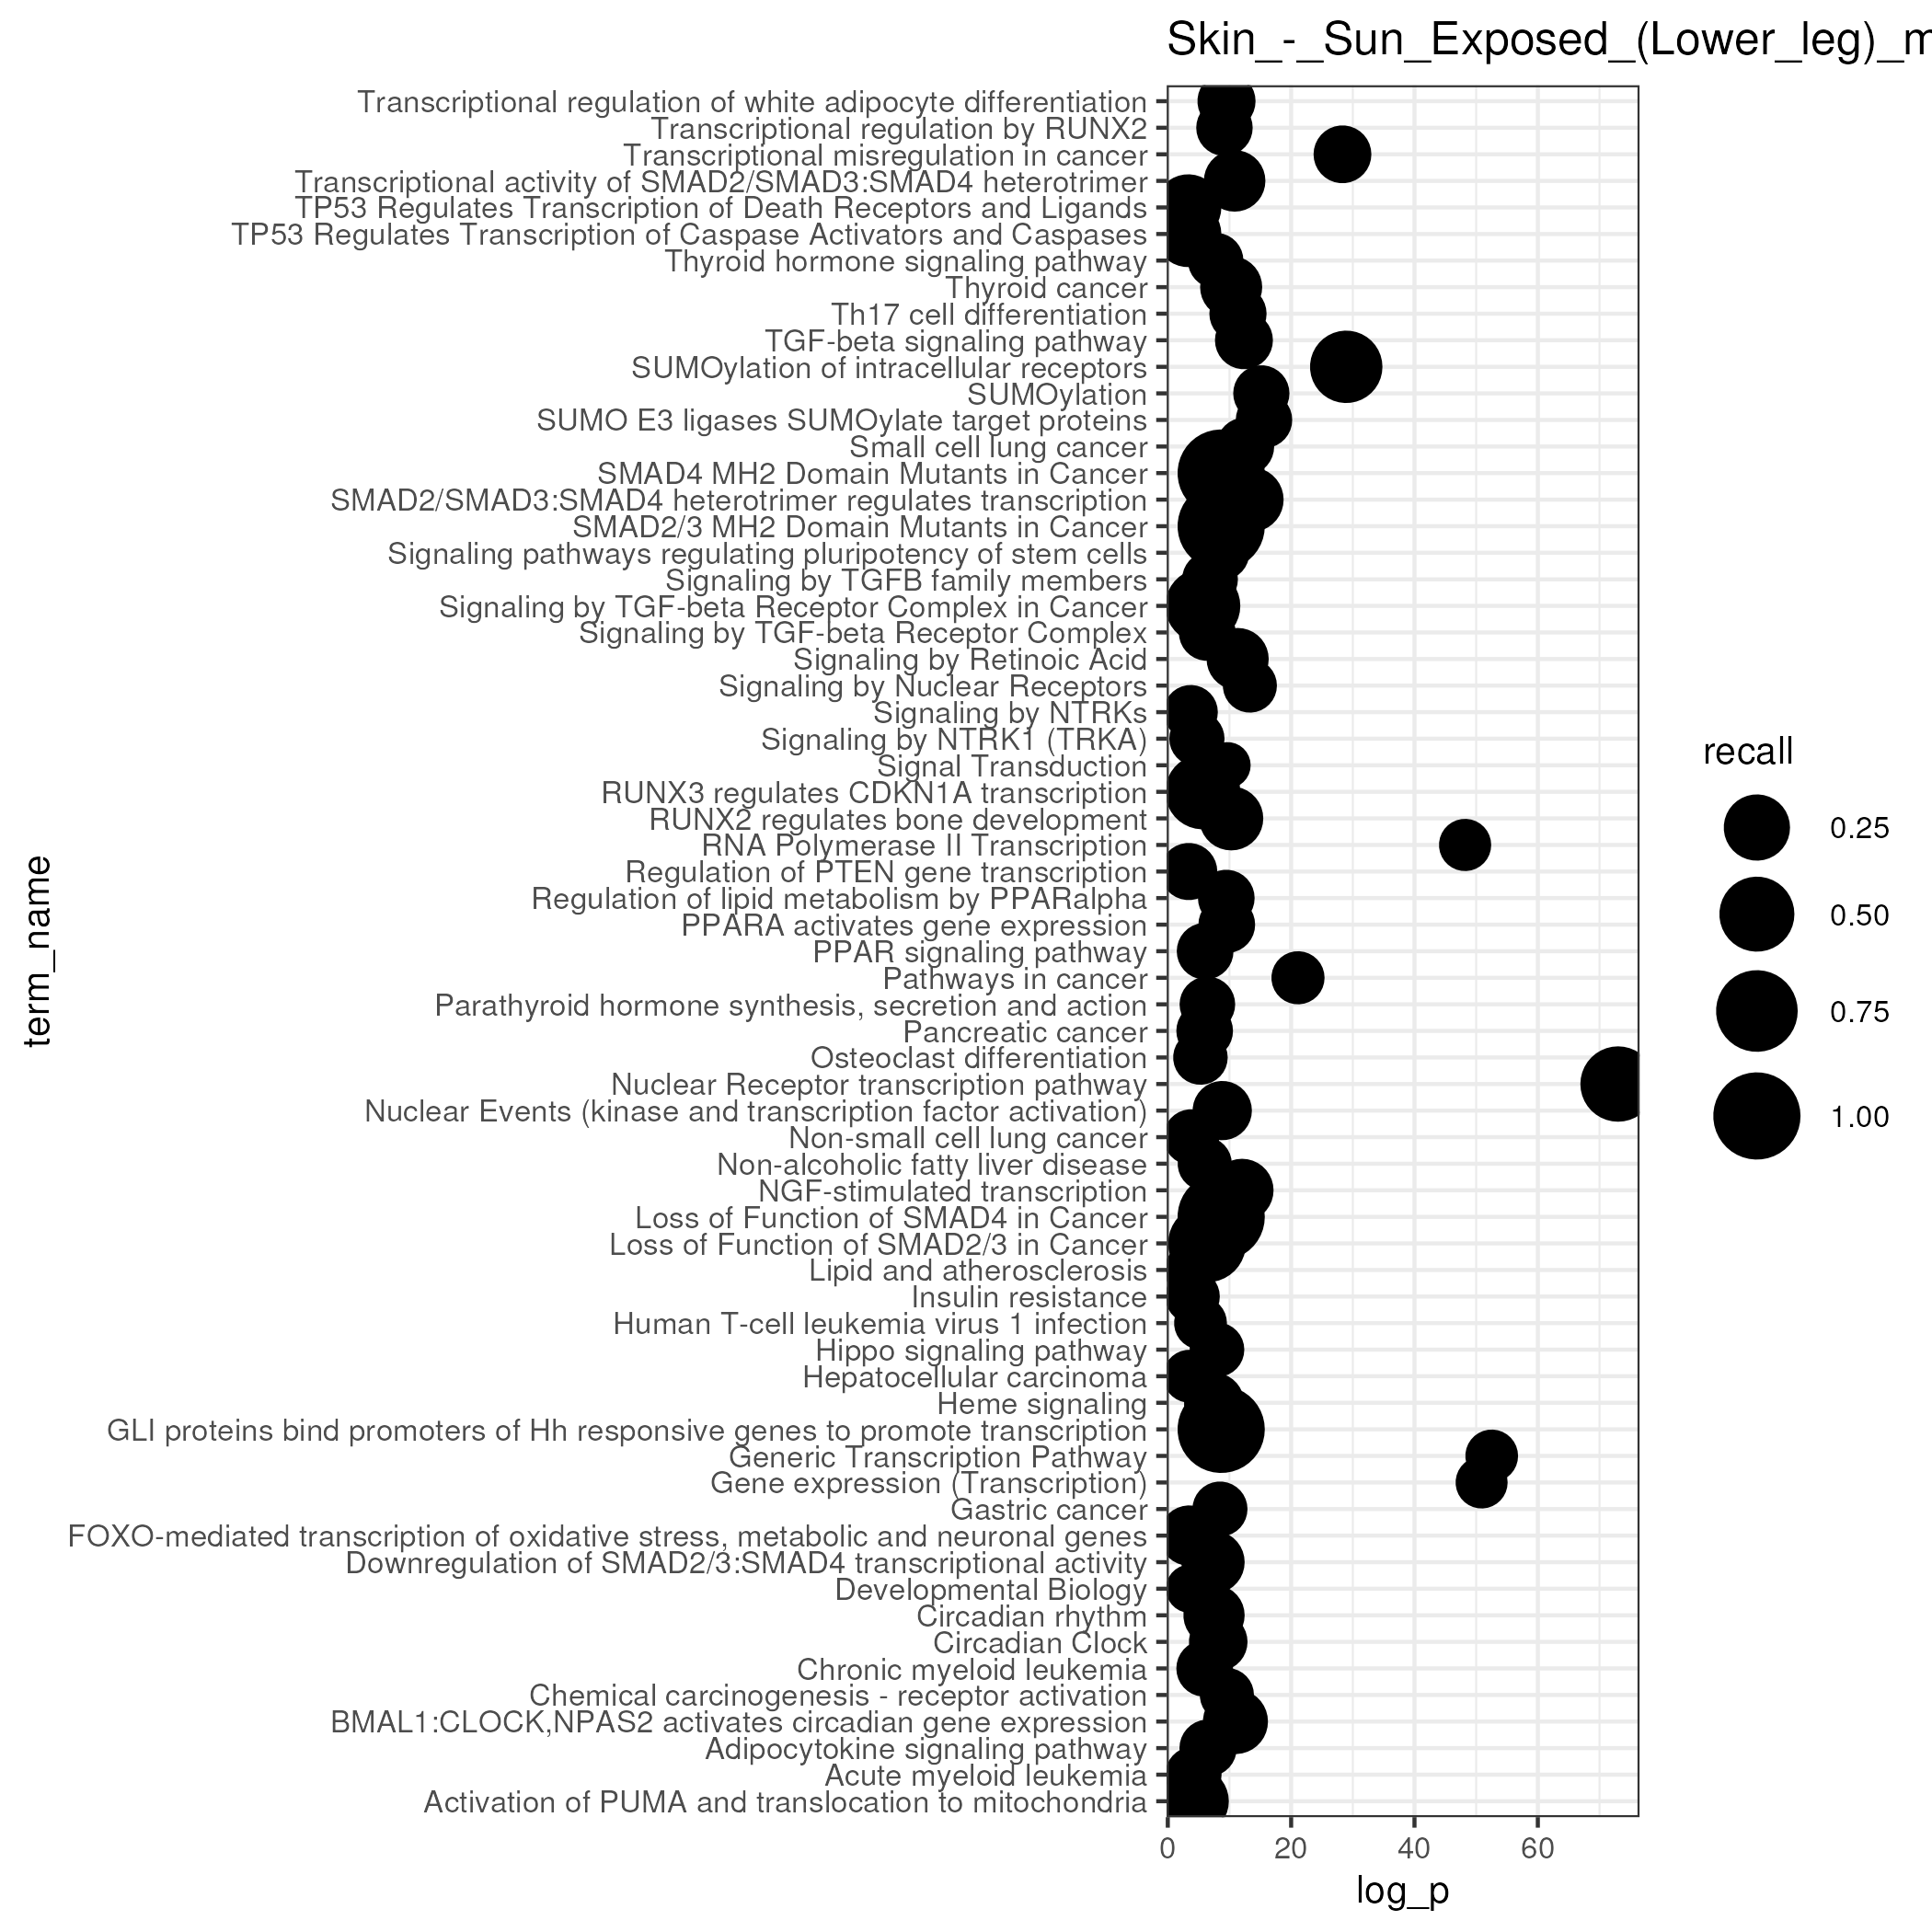 Skin_-_Sun_Exposed_(Lower_leg)_m
Transcriptional regulation of white adipocyte differentiation
Transcriptional regulation by RUNX2
Transcriptional misregulation in cancer
Transcriptional activity of SMAD2/SMAD3:SMAD4 heterotrimer
TP53 Regulates Transcription of Death Receptors and Ligands
TP53 Regulates Transcription of Caspase Activators and Caspases
Thyroid hormone signaling pathway
Thyroid cancer
Th17 cell differentiation
TGF-beta signaling pathway
SUMOylation of intracellular receptors
SUMOylation
SUMO E3 ligases SUMOylate target proteins
Small cell lung cancer
SMAD4 MH2 Domain Mutants in Cancer
SMAD2/SMAD3:SMAD4 heterotrimer regulates transcription
SMAD2/3 MH2 Domain Mutants in Cancer
Signaling pathways regulating pluripotency of stem cells
Signaling by TGFB family members
Signaling by TGF-beta Receptor Complex in Cancer
Signaling by TGF-beta Receptor Complex
Signaling by Retinoic Acid
Signaling by Nuclear Receptors
Signaling by NTRKs
Signaling by NTRK1 (TRKA)
Signal Transduction
RUNX3 regulates CDKN1A transcription
RUNX2 regulates bone development
RNA Polymerase II Transcription
Regulation of PTEN gene transcription
Regulation of lipid metabolism by PPARalpha
PPARA activates gene expression
PPAR signaling pathway
Pathways in cancer
Parathyroid hormone synthesis, secretion and action
Pancreatic cancer
Osteoclast differentiation
Nuclear Receptor transcription pathway
Nuclear Events (kinase and transcription factor activation)
Non-small cell lung cancer
Non-alcoholic fatty liver disease
NGF-stimulated transcription
Loss of Function of SMAD4 in Cancer
Loss of Function of SMAD2/3 in Cancer
Lipid and atherosclerosis
Insulin resistance
Human T-cell leukemia virus 1 infection
Hippo signaling pathway
Hepatocellular carcinoma
Heme signaling
GLI proteins bind promoters of Hh responsive genes to promote transcription
Generic Transcription Pathway
Gene expression (Transcription)
Gastric cancer
FOXO-mediated transcription of oxidative stress, metabolic and neuronal genes
Downregulation of SMAD2/3:SMAD4 transcriptional activity
Developmental Biology
Circadian rhythm
Circadian Clock
Chronic myeloid leukemia
Chemical carcinogenesis - receptor activation
BMAL1:CLOCK,NPAS2 activates circadian gene expression
Adipocytokine signaling pathway
Acute myeloid leukemia
Activation of PUMA and translocation to mitochondria
term_name
0 20 40 60
log_p
recall
0.25
0.50
0.75
1.00